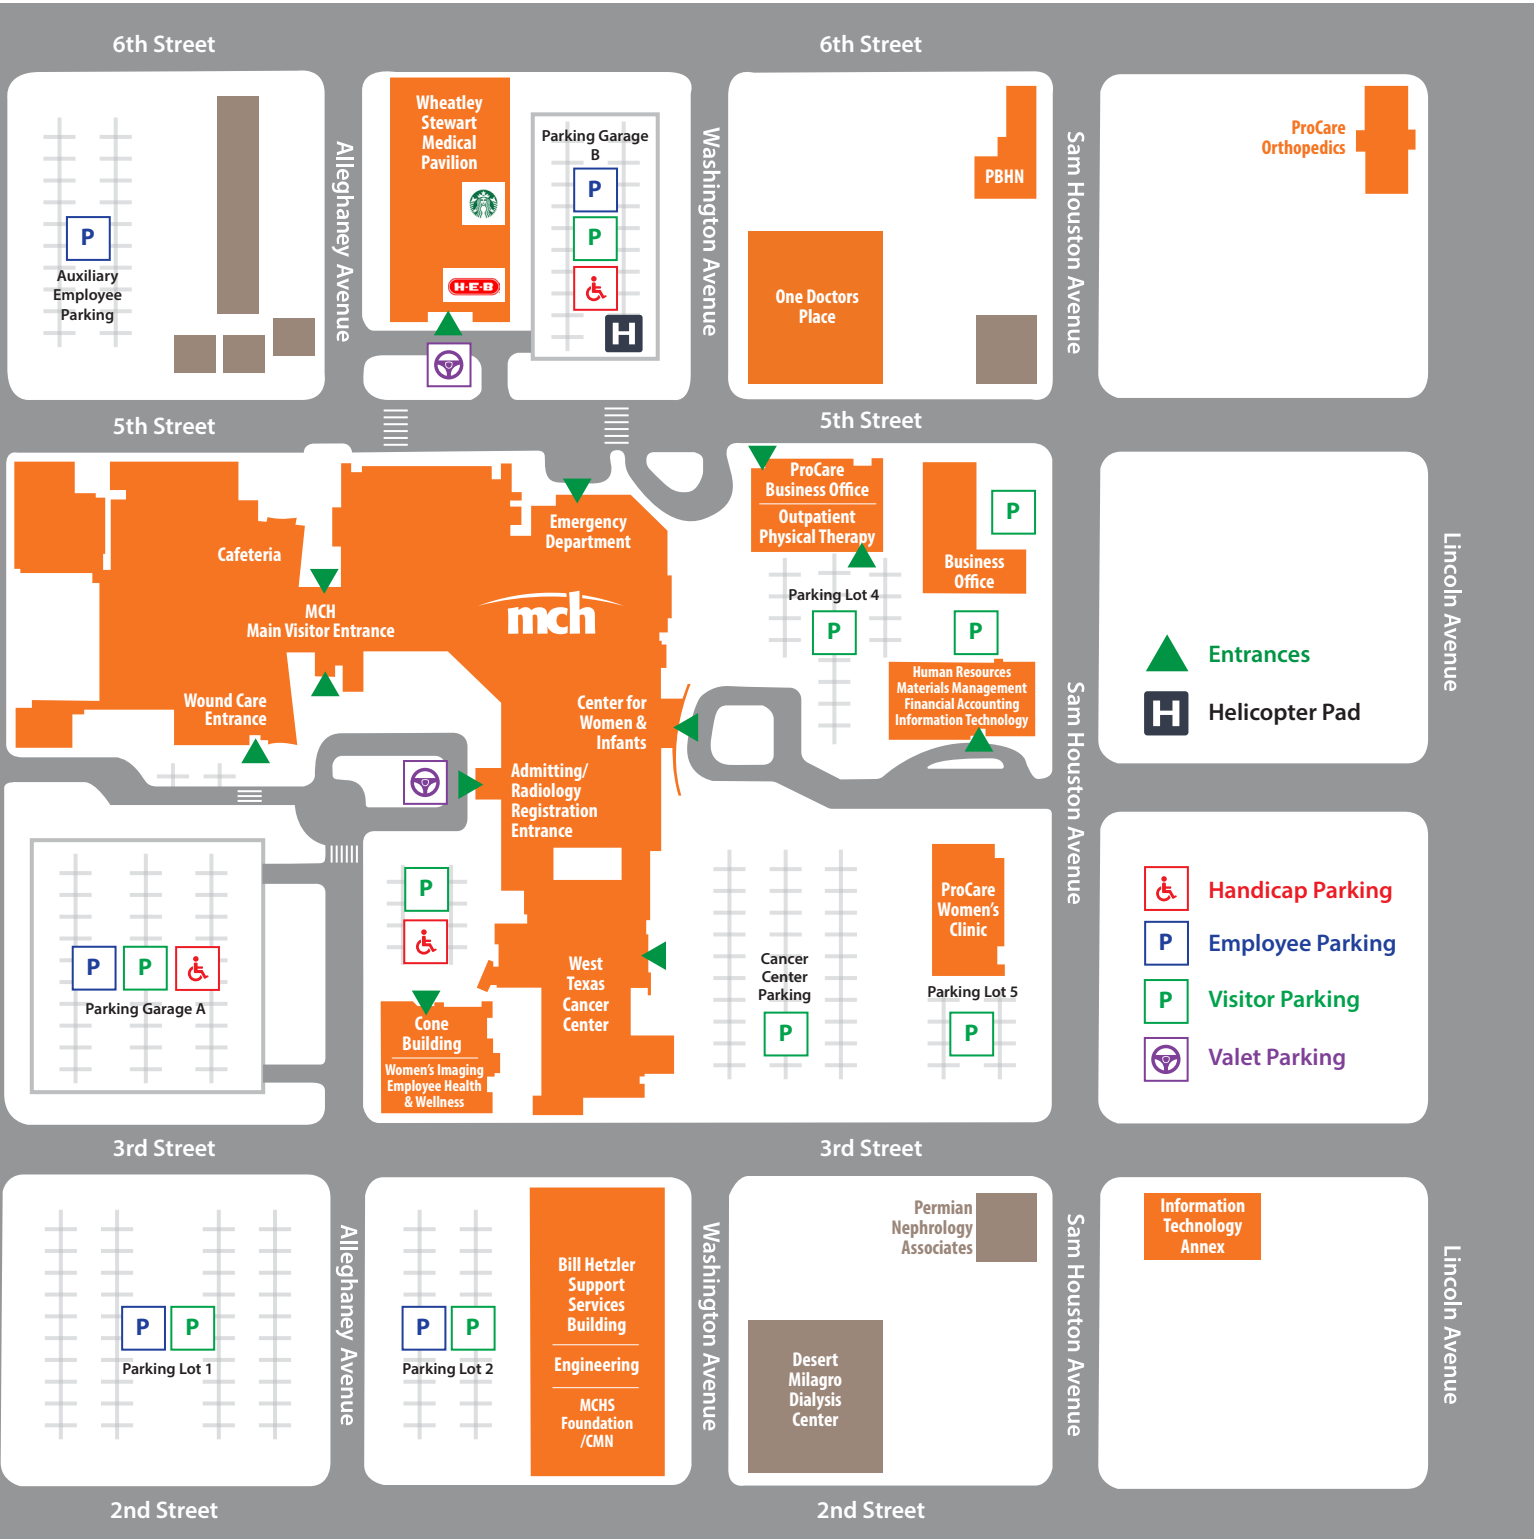 6th Street
6th Street
Alleghaney Avenue
Wheatley
Stewart
Medical
Pavilion
H-E-B
Parking Garage
B
P
P
H
Washington Avenue
PBHN
One Doctors
Place
Sam Houston Avenue
ProCare
Orthopedics
P
Auxiliary
Employee
Parking
5th Street
5th Street
Cafeteria
MCH
Main Visitor Entrance
Wound Care
Entrance
Emergency
Department
mch
Center for
Women &
Infants
Admitting/
Radiology
Registration
Entrance
West
Texas
Cancer
Center
ProCare
Business Office
Outpatient
Physical Therapy
Parking Lot 4
P
P
Business
Office
P
Human Resources
Materials Management
Financial Accounting
Information Technology
Sam Houston Avenue
Lincoln Avenue
Entrances
H
Helicopter Pad
Handicap Parking
P
Employee Parking
P
Visitor Parking
Valet Parking
P
P
Parking Garage A
P
Cone
Building
Women's Imaging
Employee Health
& Wellness
Cancer
Center
Parking
P
ProCare
Women's
Clinic
Parking Lot 5
P
3rd Street
3rd Street
P
P
Parking Lot 1
Alleghaney Avenue
P
P
Parking Lot 2
Bill Hetzler
Support
Services
Building
Engineering
MCHS
Foundation
/CMN
Washington Avenue
Permian
Nephrology
Associates
Desert
Milagro
Dialysis
Center
Sam Houston Avenue
Information
Technology
Annex
Lincoln Avenue
2nd Street
2nd Street